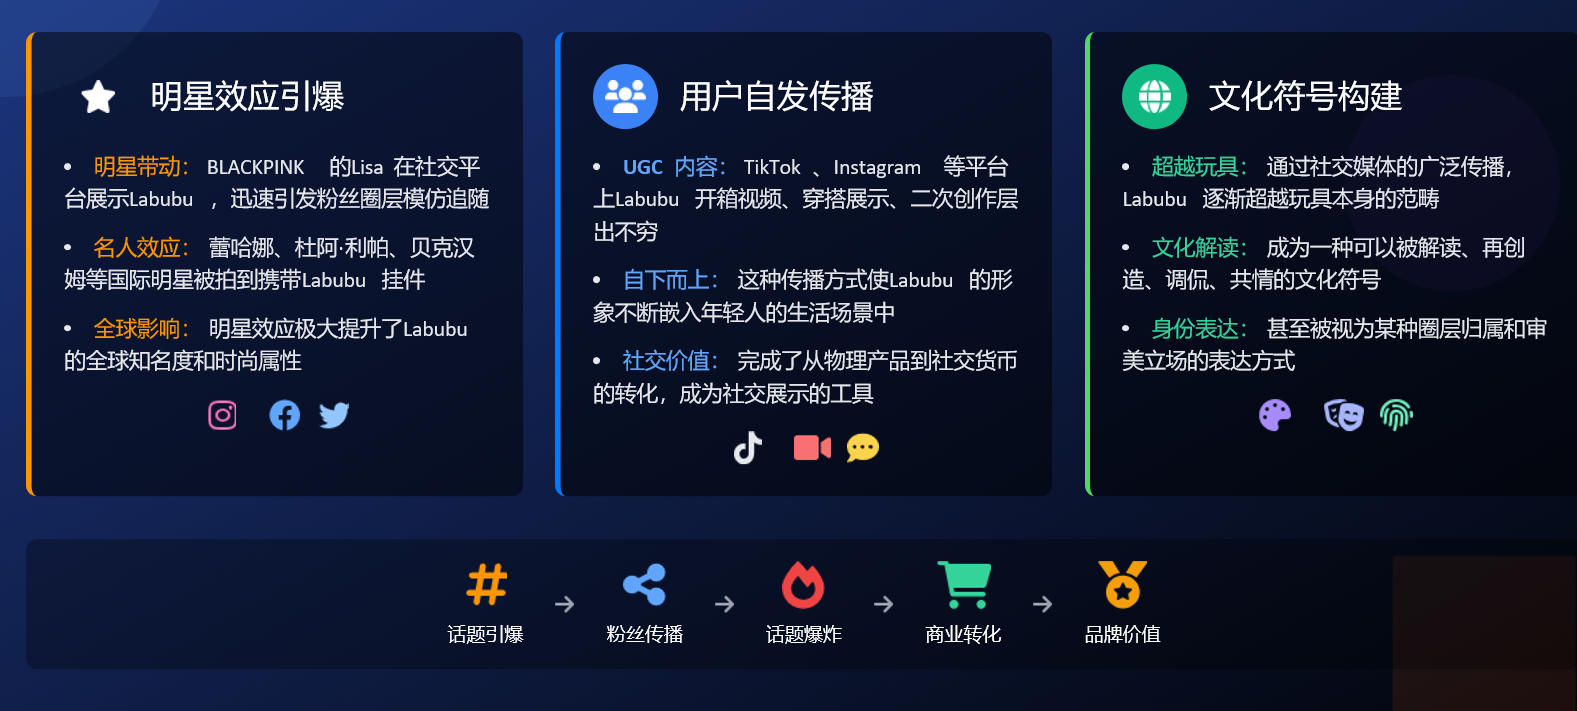 明星效应引爆
• 明星带动： BLACKPINK 的Lisa 在社交平
台展示Labubu ，迅速引发粉丝圈层模仿追随
• 名人效应： 蕾哈娜、杜阿·利帕、贝克汉
姆等国际明星被拍到携带Labubu 挂件
• 全球影响： 明星效应极大提升了Labubu
的全球知名度和时尚属性
用户自发传播
• UGC 内容： TikTok 、Instagram 等平台
上Labubu 开箱视频、穿搭展示、二次创作层
出不穷
• 自下而上： 这种传播方式使Labubu 的形
象不断嵌入年轻人的生活场景中
• 社交价值： 完成了从物理产品到社交货币
的转化，成为社交展示的工具
文化符号构建
• 超越玩具： 通过社交媒体的广泛传播，
Labubu 逐渐超越玩具本身的范畴
• 文化解读： 成为一种可以被解读、再创
造、调侃、共情的文化符号
• 身份表达： 甚至被视为某种圈层归属和审
美立场的表达方式
话题引爆
粉丝传播
话题爆炸
商业转化
品牌价值